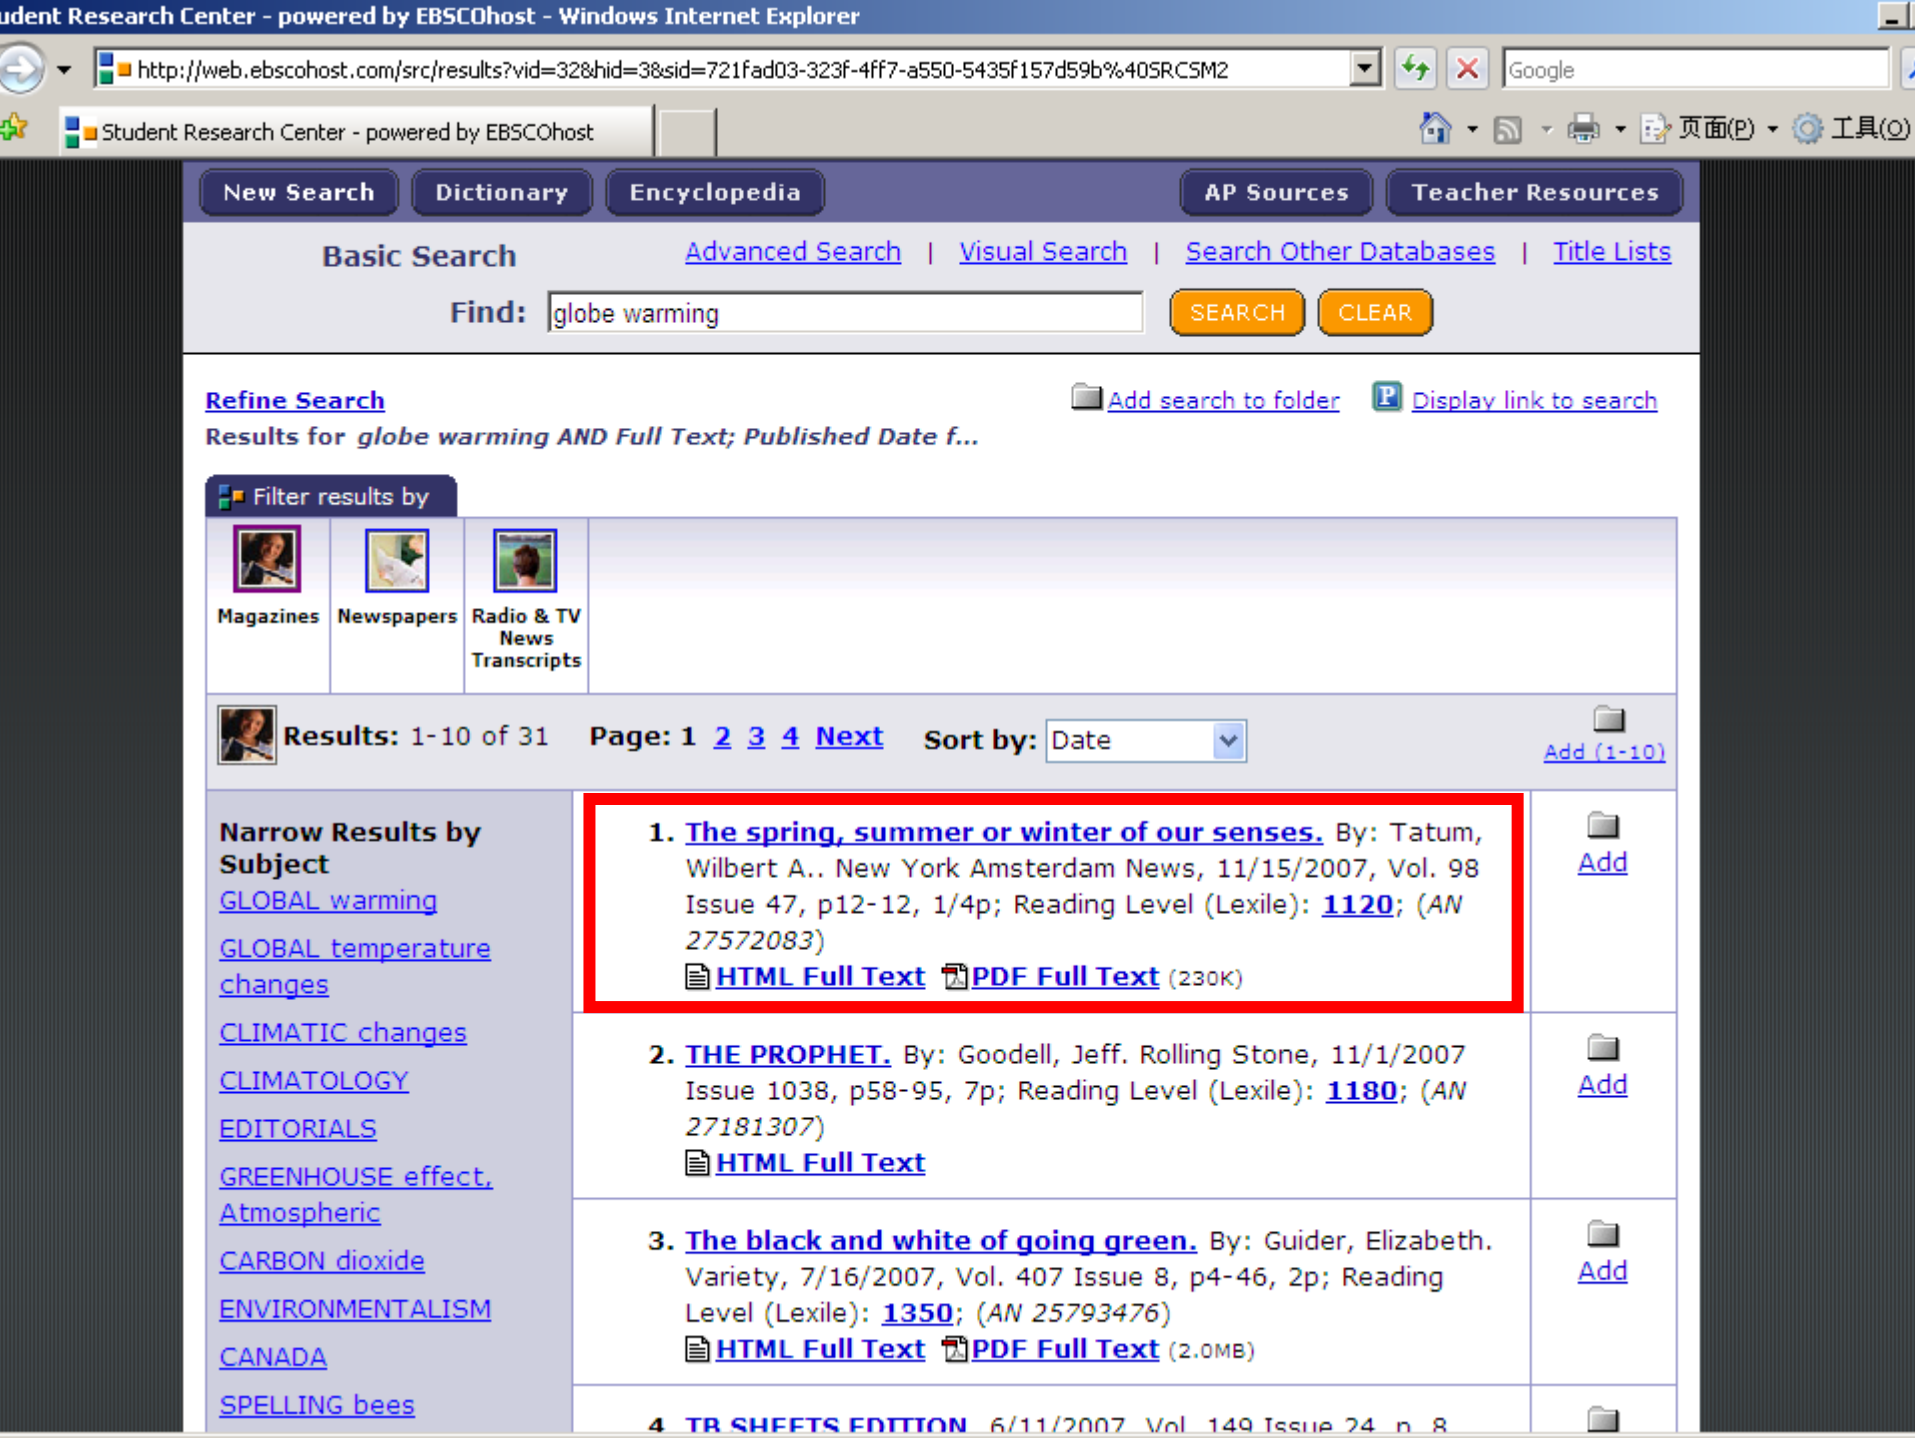 udent Research Center - powered by EBSCOhost - Windows Internet Explorer
http://web.ebscohost.com/src/results?vid=32&hid=3&sid=721fad03-323f-4ff7-a550-5435f157d59b%40SRCSM2
Google
Student Research Center - powered by EBSCOhost
页面(P) 工具(O)
New Search Dictionary Encyclopedia AP Sources Teacher Resources
Basic Search Advanced Search | Visual Search | Search Other Databases | Title Lists
Find: globe warming SEARCH CLEAR
Refine Search Add search to folder Display link to search
Results for globe warming AND Full Text; Published Date f...
Filter results by
Magazines Newspapers Radio & TV
News
Transcripts
Results: 1-10 of 31 Page: 1 2 3 4 Next Sort by: Date
Add (1-10)
Narrow Results by
Subject
GLOBAL warming
GLOBAL temperature
changes
CLIMATIC changes
CLIMATOLOGY
EDITORIALS
GREENHOUSE effect,
Atmospheric
CARBON dioxide
ENVIRONMENTALISM
CANADA
SPELLING bees
1. The spring, summer or winter of our senses. By: Tatum,
Wilbert A.. New York Amsterdam News, 11/15/2007, Vol. 98
Issue 47, p12-12, 1/4p; Reading Level (Lexile): 1120; (AN
27572083)
HTML Full Text PDF Full Text (230K)
Add
2. THE PROPHET. By: Goodell, Jeff. Rolling Stone, 11/1/2007
Issue 1038, p58-95, 7p; Reading Level (Lexile): 1180; (AN
27181307)
HTML Full Text
Add
3. The black and white of going green. By: Guider, Elizabeth.
Variety, 7/16/2007, Vol. 407 Issue 8, p4-46, 2p; Reading
Level (Lexile): 1350; (AN 25793476)
HTML Full Text PDF Full Text (2.0MB)
Add
4. TB SHEETS EDITION. 6/11/2007, Vol. 149 Issue 24, p. 8